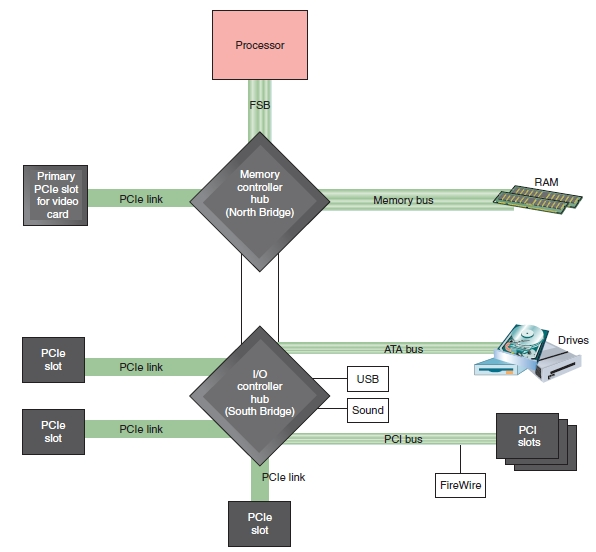 Processor
FSB
Primary
PCIe slot
for video
card
PCIe link
Memory
controller
hub
(North Bridge)
Memory bus
RAM
ATA bus
Drives
PCIe
slot
PCIe link
I/O
controller
hub
(South Bridge)
USB
Sound
PCIe
slot
PCIe link
PCI bus
PCI
slots
FireWire
PCIe link
PCIe
slot